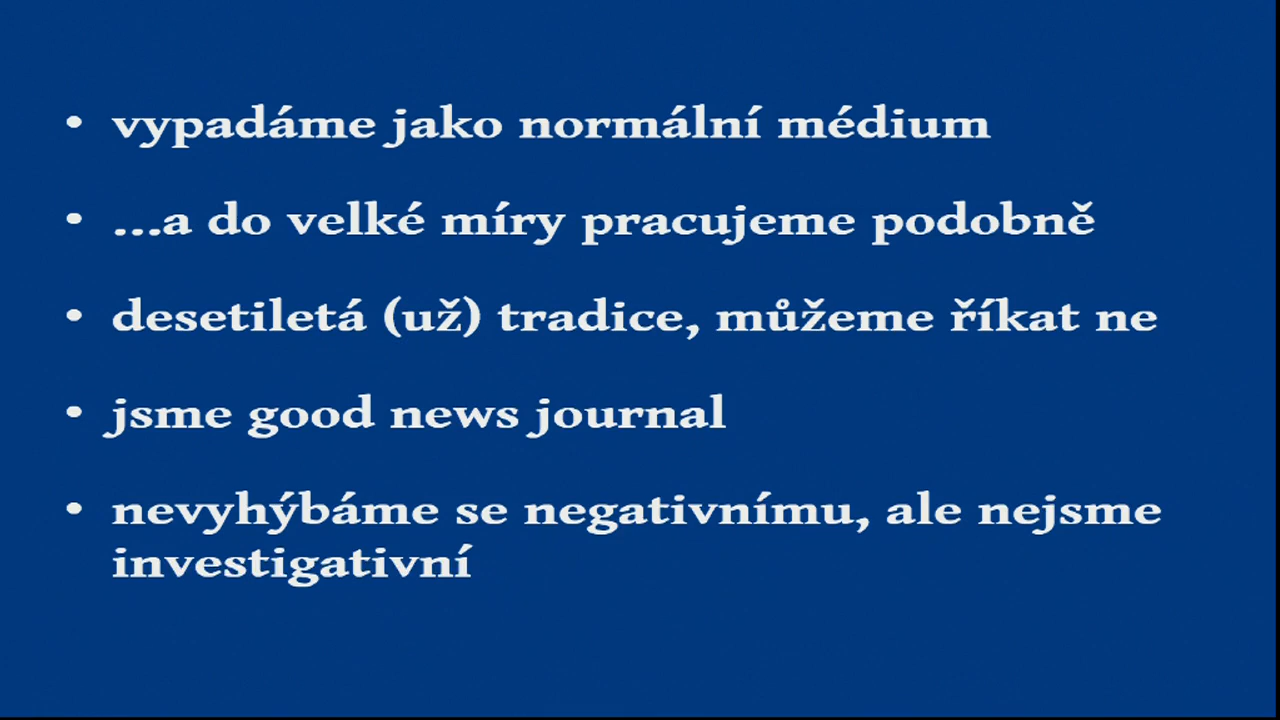 • vypadáme jako normální médium
• ...a do velké míry pracujeme podobně
• desetiletá (už) tradice, můžeme říkat ne
• jsme good news journal
• nevyhýbáme se negativnímu, ale nejsme
investigativní